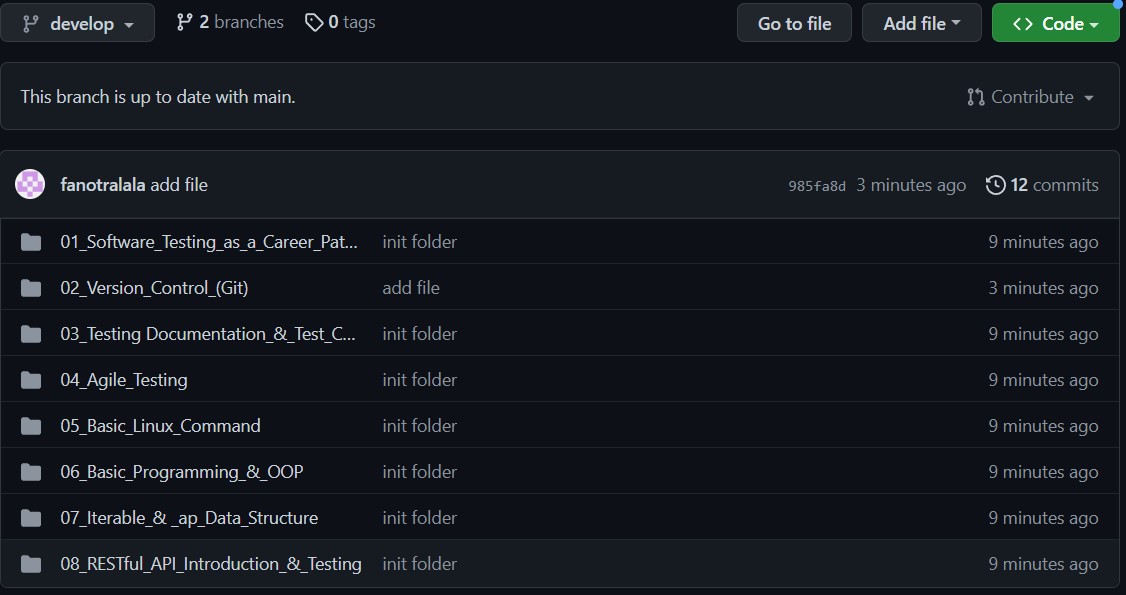 develop 2 branches 0 tags Go to file Add file Code
This branch is up to date with main. Contribute
fanotralala add file 985fa8d 3 minutes ago 12 commits
01_Software_Testing_as_a_Career_Pat... init folder 9 minutes ago
02_Version_Control_(Git) add file 3 minutes ago
03_Testing Documentation_&_Test_C... init folder 9 minutes ago
04_Agile_Testing init folder 9 minutes ago
05_Basic_Linux_Command init folder 9 minutes ago
06_Basic_Programming_&_OOP init folder 9 minutes ago
07_Iterable_& _ap_Data_Structure init folder 9 minutes ago
08_RESTful_API_Introduction_&_Testing init folder 9 minutes ago